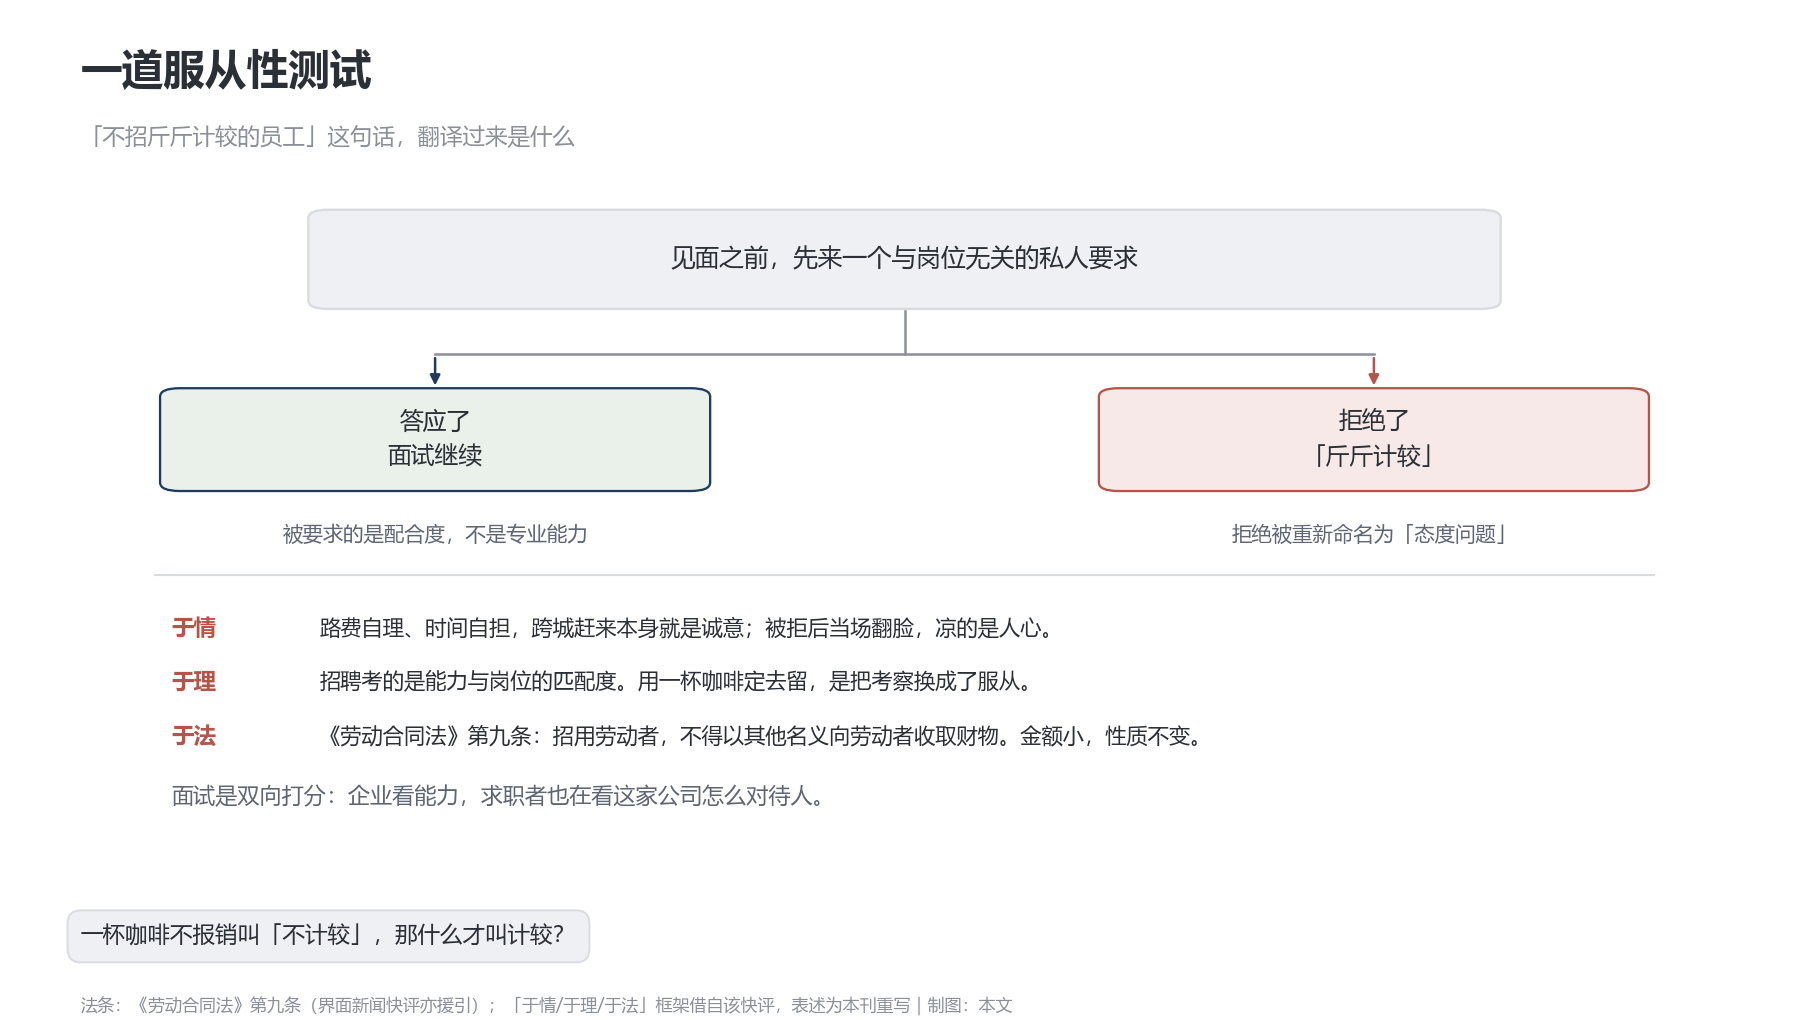 一道服从性测试
「不招斤斤计较的员工」这句话，翻译过来是什么
见面之前，先来一个与岗位无关的私人要求
答应了
面试继续
拒绝了
「斤斤计较」
被要求的是配合度，不是专业能力
拒绝被重新命名为「态度问题」
于情 路费自理、时间自担，跨城赶来本身就是诚意；被拒后当场翻脸，凉的是人心。
于理 招聘考的是能力与岗位的匹配度。用一杯咖啡定去留，是把考察换成了服从。
于法 《劳动合同法》第九条：招用劳动者，不得以其他名义向劳动者收取财物。金额小，性质不变。
面试是双向打分：企业看能力，求职者也在看这家公司怎么对待人。
一杯咖啡不报销叫「不计较」，那什么才叫计较？
法条：《劳动合同法》第九条（界面新闻快评亦援引）；「于情/于理/于法」框架借自该快评，表述为本刊重写 | 制图：本文